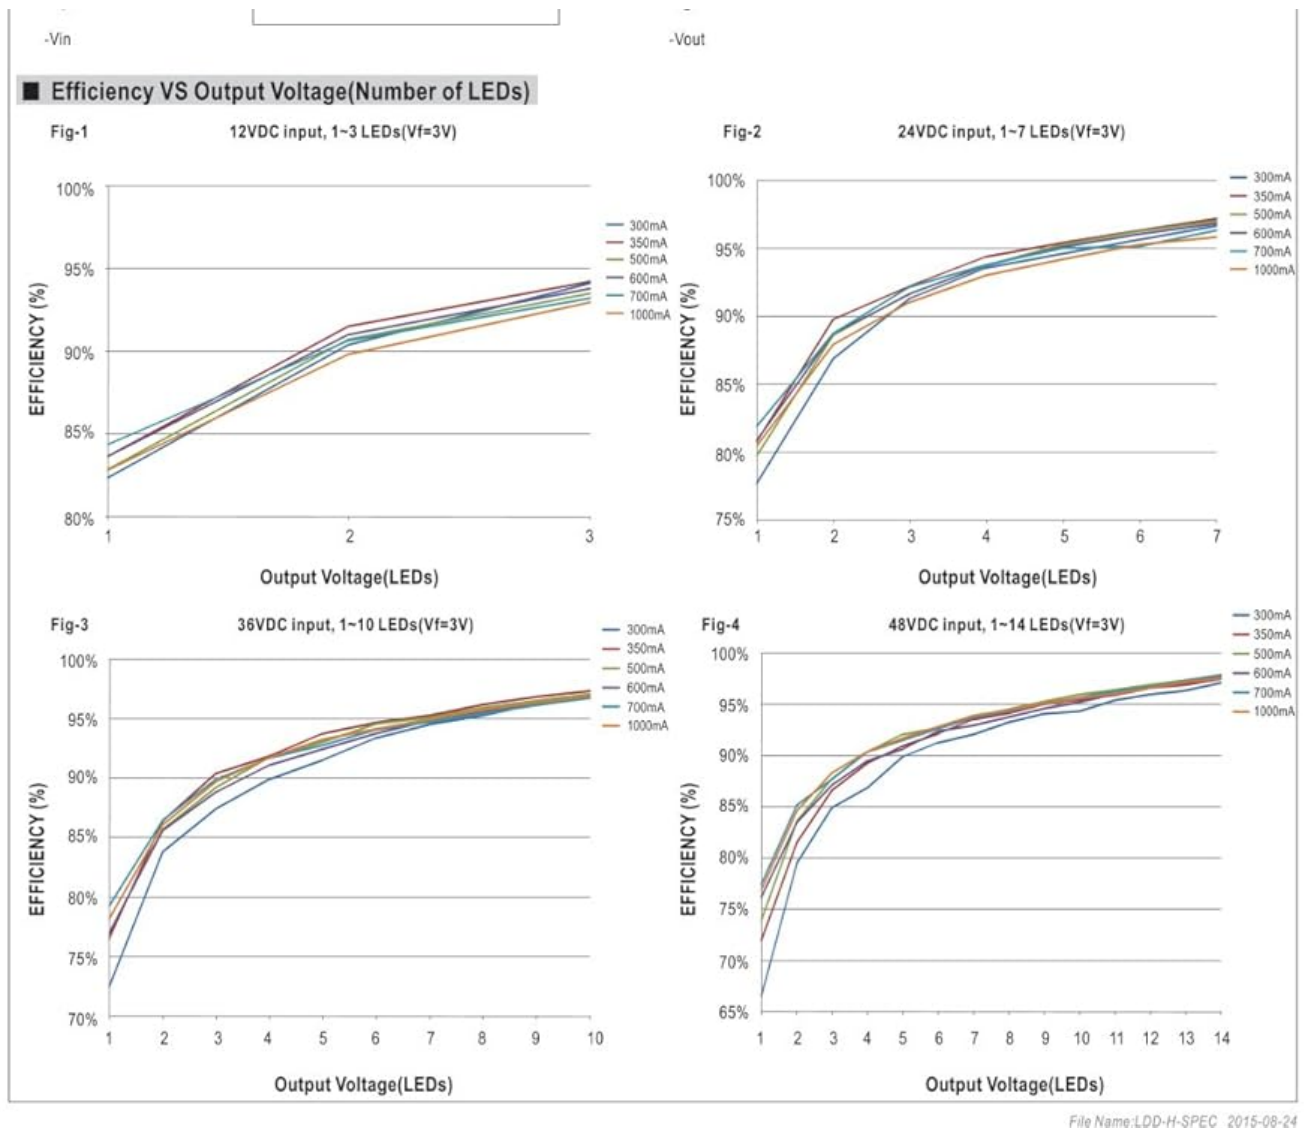 -Vin
-Vout
Efficiency VS Output Voltage(Number of LEDs)
Fig-1
12VDC input, 1~3 LEDs(Vf=3V)
100%
95%
90%
85%
80%
EFFICIENCY (%)
1
2
3
Output Voltage(LEDs)
300mA
350mA
500mA
600mA
700mA
1000mA
Fig-2
24VDC input, 1~7 LEDs(Vf=3V)
100%
95%
90%
85%
80%
75%
EFFICIENCY (%)
1
2
3
4
5
6
7
Output Voltage(LEDs)
300mA
350mA
500mA
600mA
700mA
1000mA
Fig-3
36VDC input, 1~10 LEDs(Vf=3V)
100%
95%
90%
85%
80%
75%
70%
EFFICIENCY (%)
1
2
3
4
5
6
7
8
9
10
Output Voltage(LEDs)
300mA
350mA
500mA
600mA
700mA
1000mA
Fig-4
48VDC input, 1~14 LEDs(Vf=3V)
100%
95%
90%
85%
80%
75%
70%
65%
EFFICIENCY (%)
1
2
3
4
5
6
7
8
9
10
11
12
13
14
Output Voltage(LEDs)
300mA
350mA
500mA
600mA
700mA
1000mA
File Name:LDD-H-SPEC 2015-08-24